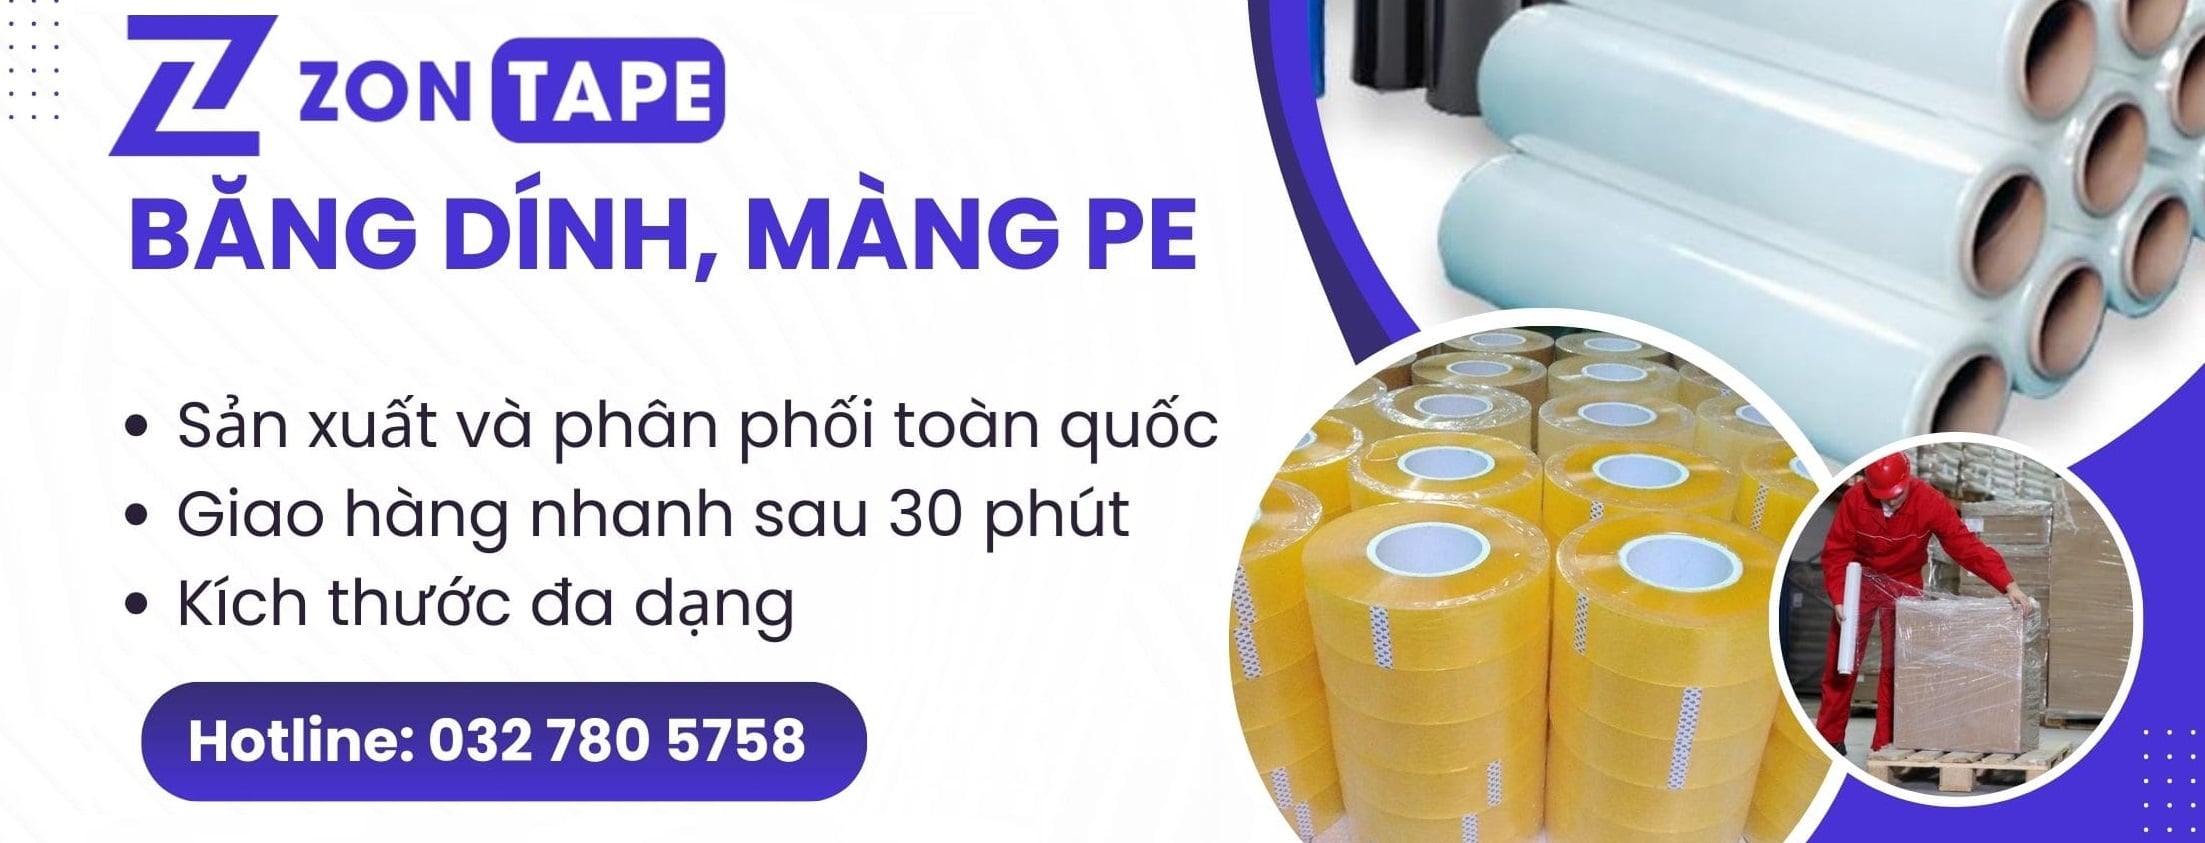 ZON TAPE
BĂNG DÍNH, MÀNG PE
• Sản xuất và phân phối toàn quốc
• Giao hàng nhanh sau 30 phút
• Kích thước đa dạng
Hotline: 032 780 5758